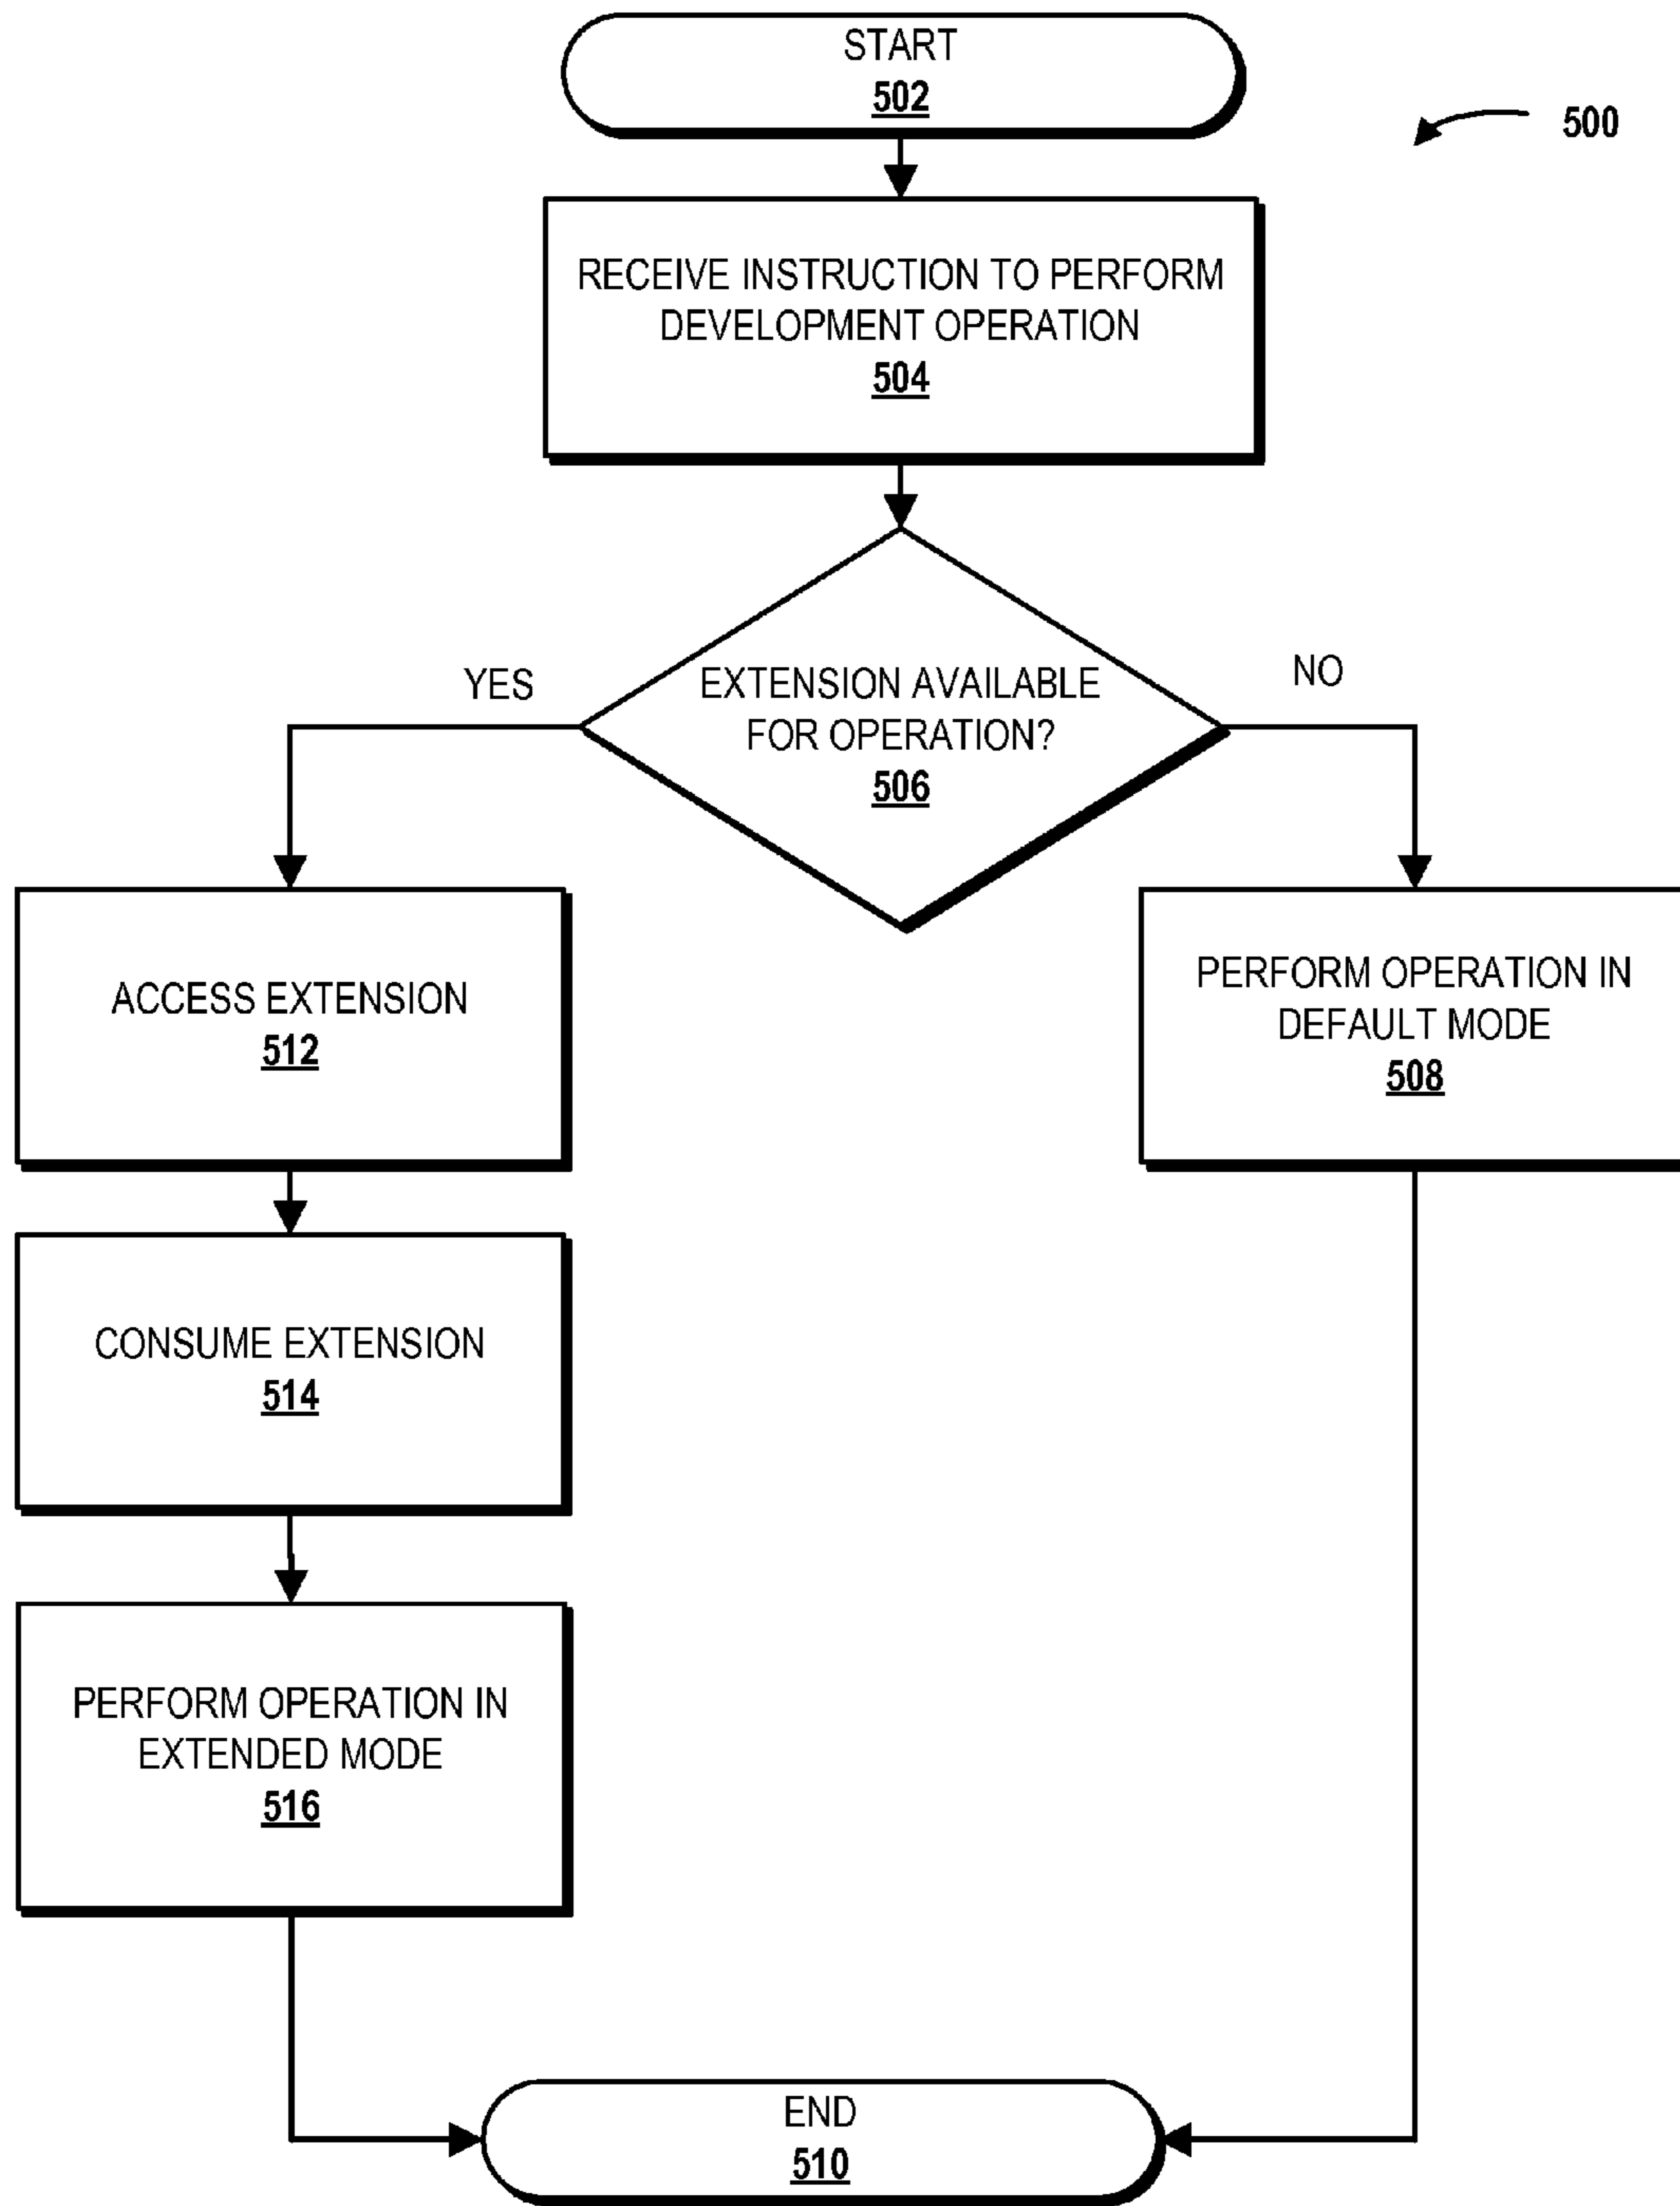 START
502
500
RECEIVE INSTRUCTION TO PERFORM
DEVELOPMENT OPERATION
504
YES
NO
EXTENSION AVAILABLE
FOR OPERATION?
506
ACCESS EXTENSION
512
PERFORM OPERATION IN
DEFAULT MODE
508
CONSUME EXTENSION
514
PERFORM OPERATION IN
EXTENDED MODE
516
END
510